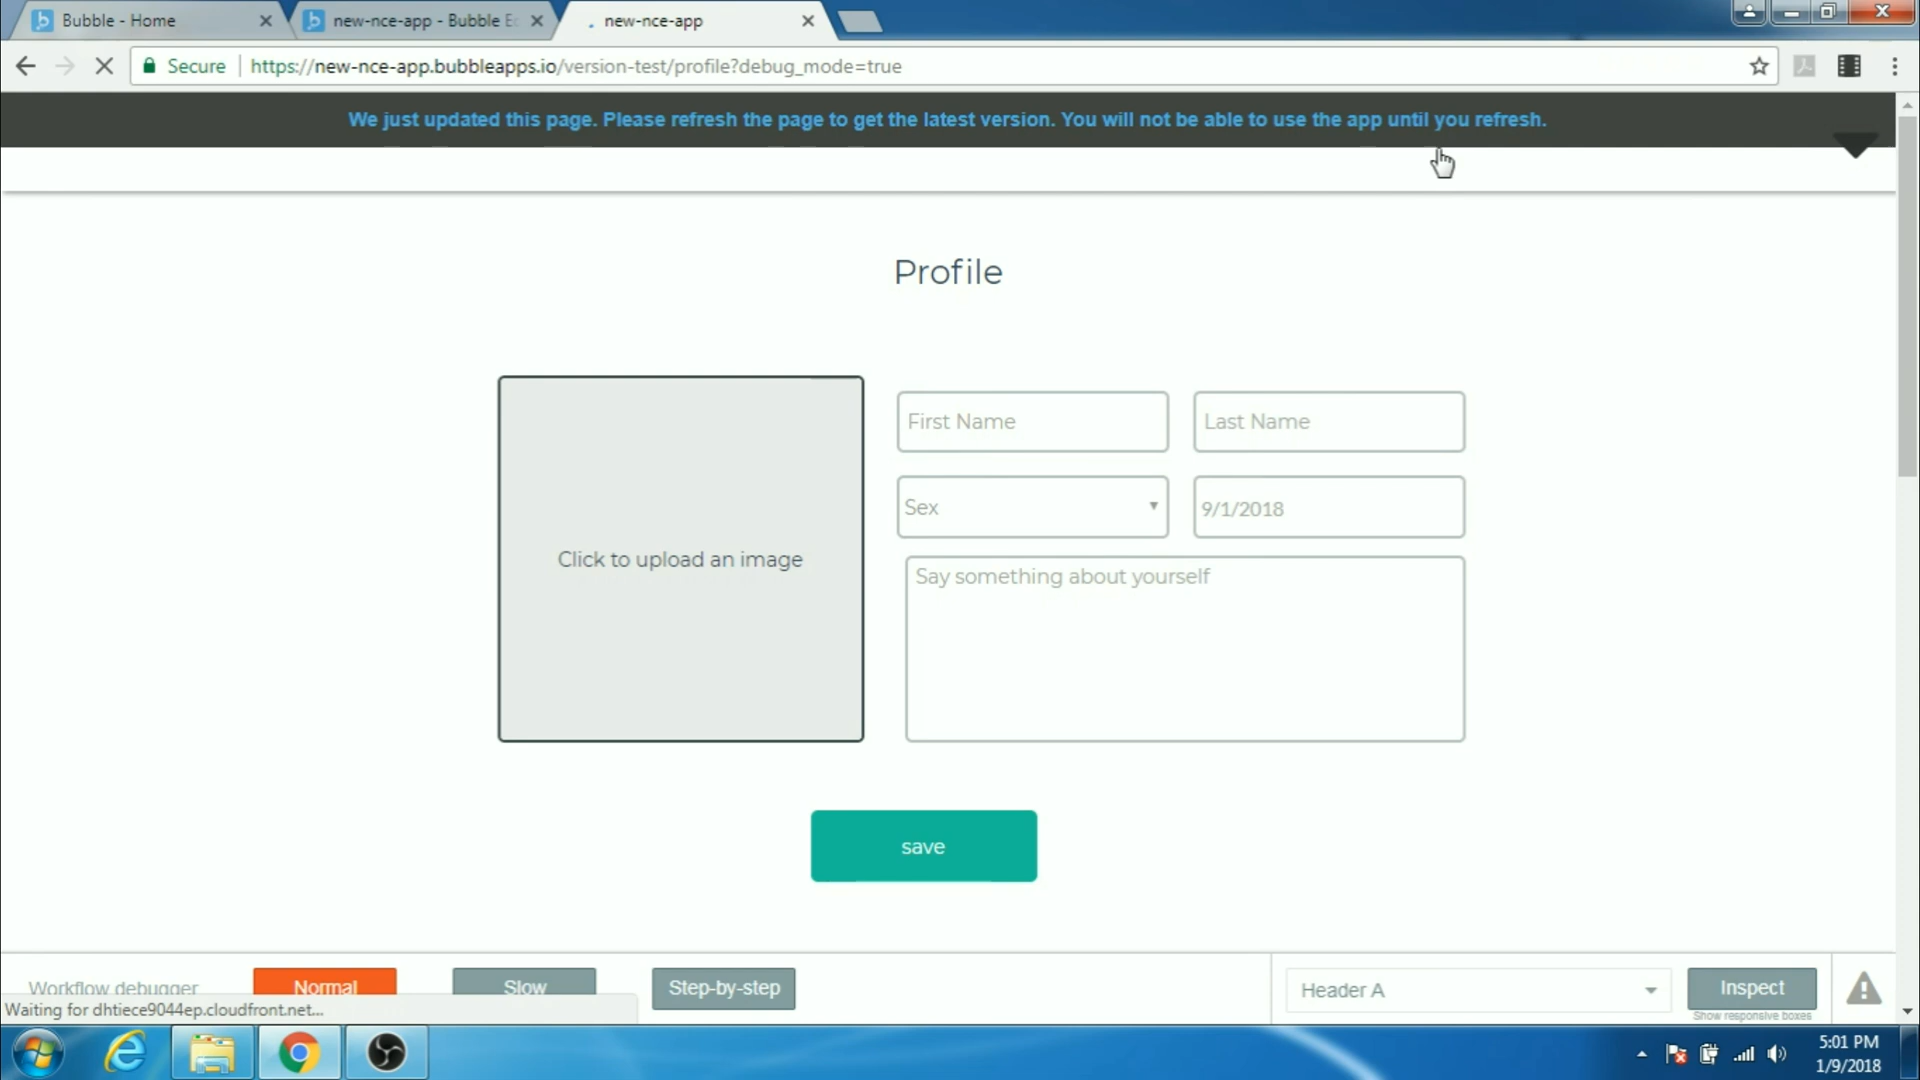 Bubble - Home
new-nce-app - Bubble E
new-nce-app
Secure
https://new-nce-app.bubbleapps.io/version-test/profile?debug_mode=true
We just updated this page. Please refresh the page to get the latest version. You will not be able to use the app until you refresh.
Profile
Click to upload an image
First Name
Last Name
Sex
9/1/2018
Say something about yourself
save
Workflow debugger
Normal
Slow
Step-by-step
Header A
Inspect
Show responsive boxes
Waiting for dhtiece9044ep.cloudfront.net...
5:01 PM
1/9/2018